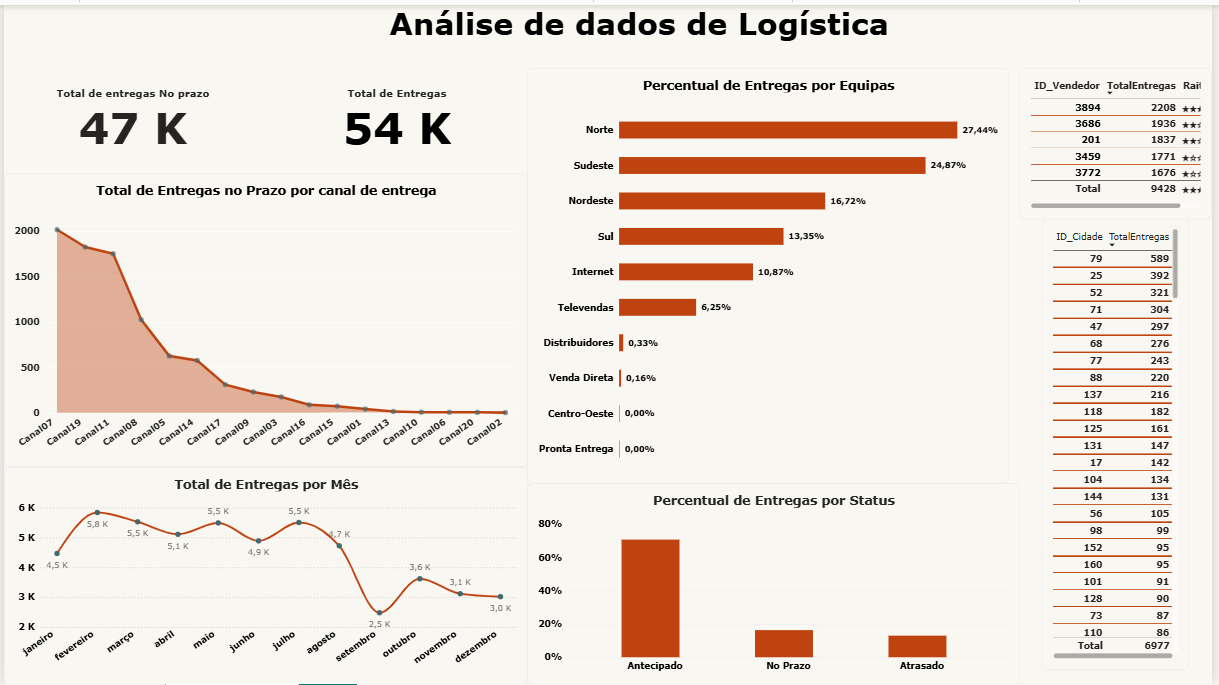 Análise de dados de Logística
Total de entregas No prazo
47 K
Total de Entregas
54 K
Total de Entregas no Prazo por canal de entrega
2000
1500
1000
500
0
Canal07
Canal19
Canal11
Canal08
Canal05
Canal14
Canal17
Canal09
Canal03
Canal16
Canal15
Canal01
Canal13
Canal10
Canal06
Canal20
Canal02
Total de Entregas por Mês
6 K
5 K
4 K
3 K
2 K
4,5 K
5,8 K
5,5 K
5,1 K
5,5 K
4,9 K
5,5 K
4,7 K
2,5 K
3,6 K
3,1 K
3,0 K
janeiro
fevereiro
março
abril
maio
junho
julho
agosto
setembro
outubro
novembro
dezembro
Percentual de Entregas por Equipas
Norte 27,44%
Sudeste 24,87%
Nordeste 16,72%
Sul 13,35%
Internet 10,87%
Televendas 6,25%
Distribuidores 0,33%
Venda Direta 0,16%
Centro-Oeste 0,00%
Pronta Entrega 0,00%
Percentual de Entregas por Status
80%
60%
40%
20%
0%
Antecipado
No Prazo
Atrasado
ID_Vendedor TotalEntregas
3894 2208
3686 1936
201 1837
3459 1771
3772 1676
Total 9428
ID_Cidade TotalEntregas
79 589
25 392
52 321
71 304
47 297
68 276
77 243
88 220
137 216
118 182
125 161
131 147
17 142
104 134
144 131
56 105
98 99
152 95
160 95
101 91
128 90
73 87
110 86
Total 6977